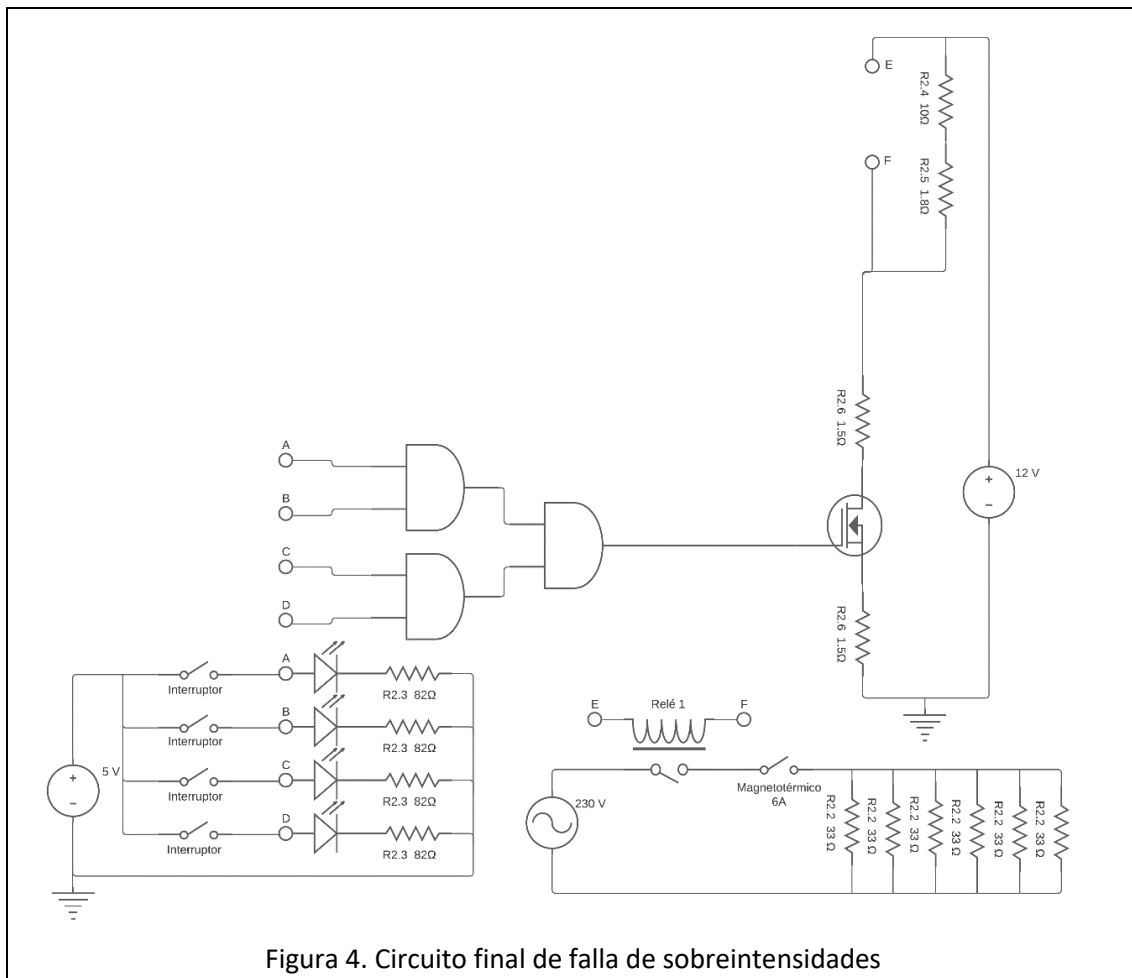 E
R2.4 10Ω
F
R2.5 1.8Ω
R2.6 1.5Ω
12 V
+
−
A
B
C
D
R2.6 1.5Ω
A
Interruptor
R2.3 82Ω
B
Interruptor
R2.3 82Ω
5 V
+
−
C
Interruptor
R2.3 82Ω
D
Interruptor
R2.3 82Ω
E
Relé 1
F
230 V
Magnetotérmico
6A
R2.2 33 Ω
R2.2 33 Ω
R2.2 33 Ω
R2.2 33 Ω
R2.2 33 Ω
R2.2 33 Ω
Figura 4. Circuito final de falla de sobreintensidades